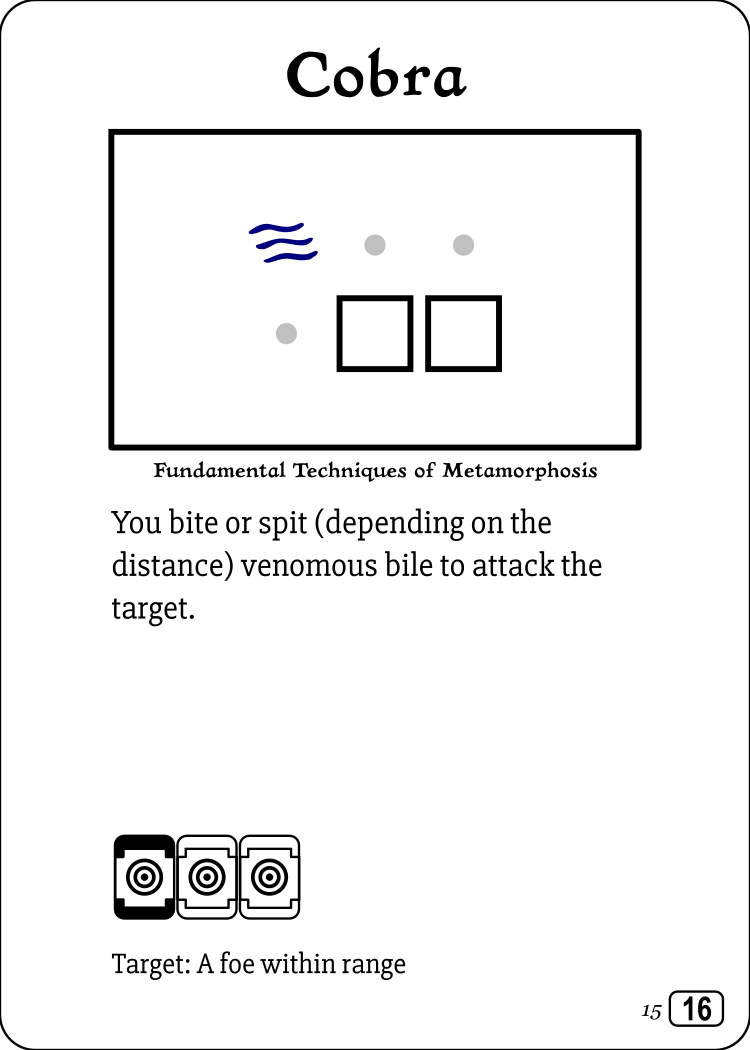 Cobra
Fundamental Techniques of Metamorphosis
You bite or spit (depending on the
distance) venomous bile to attack the
target.
Target: A foe within range
15 16